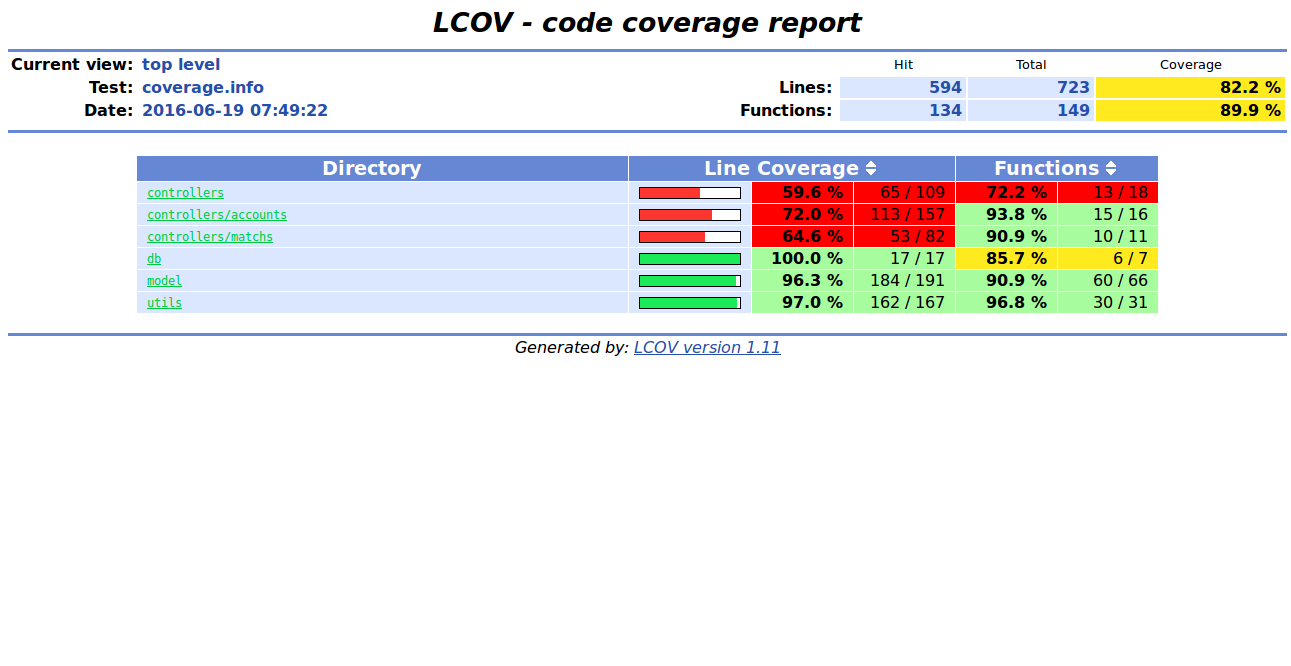 LCOV - code coverage report
Current view: top level Hit Total Coverage
Test: coverage.info Lines: 594 723 82.2 %
Date: 2016-06-19 07:49:22 Functions: 134 149 89.9 %
Directory Line Coverage Functions
controllers 59.6 % 65 / 109 72.2 % 13 / 18
controllers/accounts 72.0 % 113 / 157 93.8 % 15 / 16
controllers/matchs 64.6 % 53 / 82 90.9 % 10 / 11
db 100.0 % 17 / 17 85.7 % 6 / 7
model 96.3 % 184 / 191 90.9 % 60 / 66
utils 97.0 % 162 / 167 96.8 % 30 / 31
Generated by: LCOV version 1.11